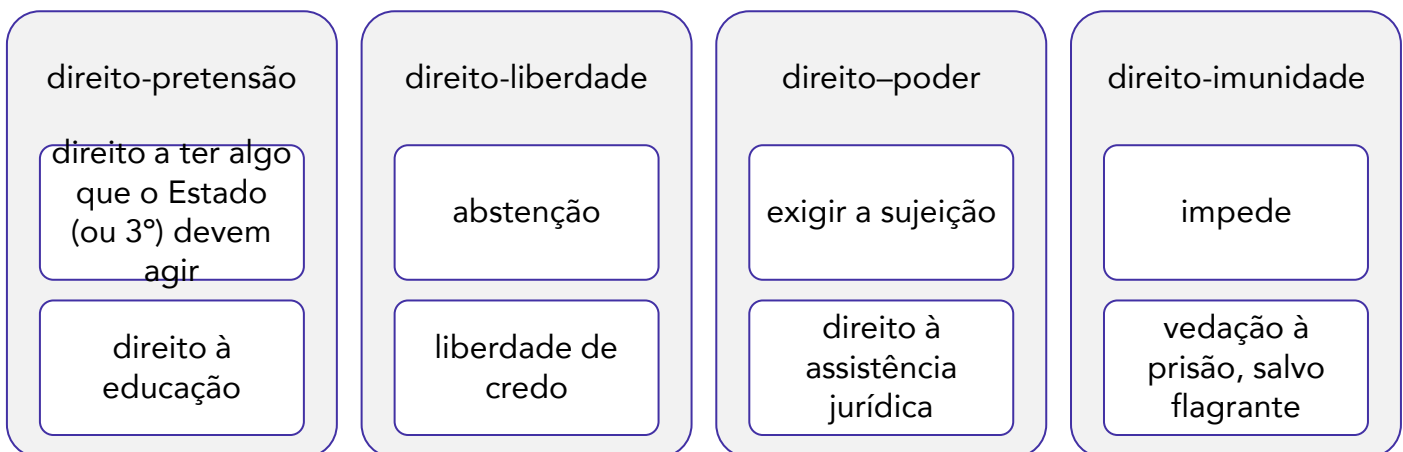 direito-pretensão
direito a ter algo
que o Estado
(ou 3º) devem
agir
direito à
educação
direito-liberdade
abstenção
liberdade de
credo
direito–poder
exigir a sujeição
direito à
assistência
jurídica
direito-imunidade
impede
vedação à
prisão, salvo
flagrante